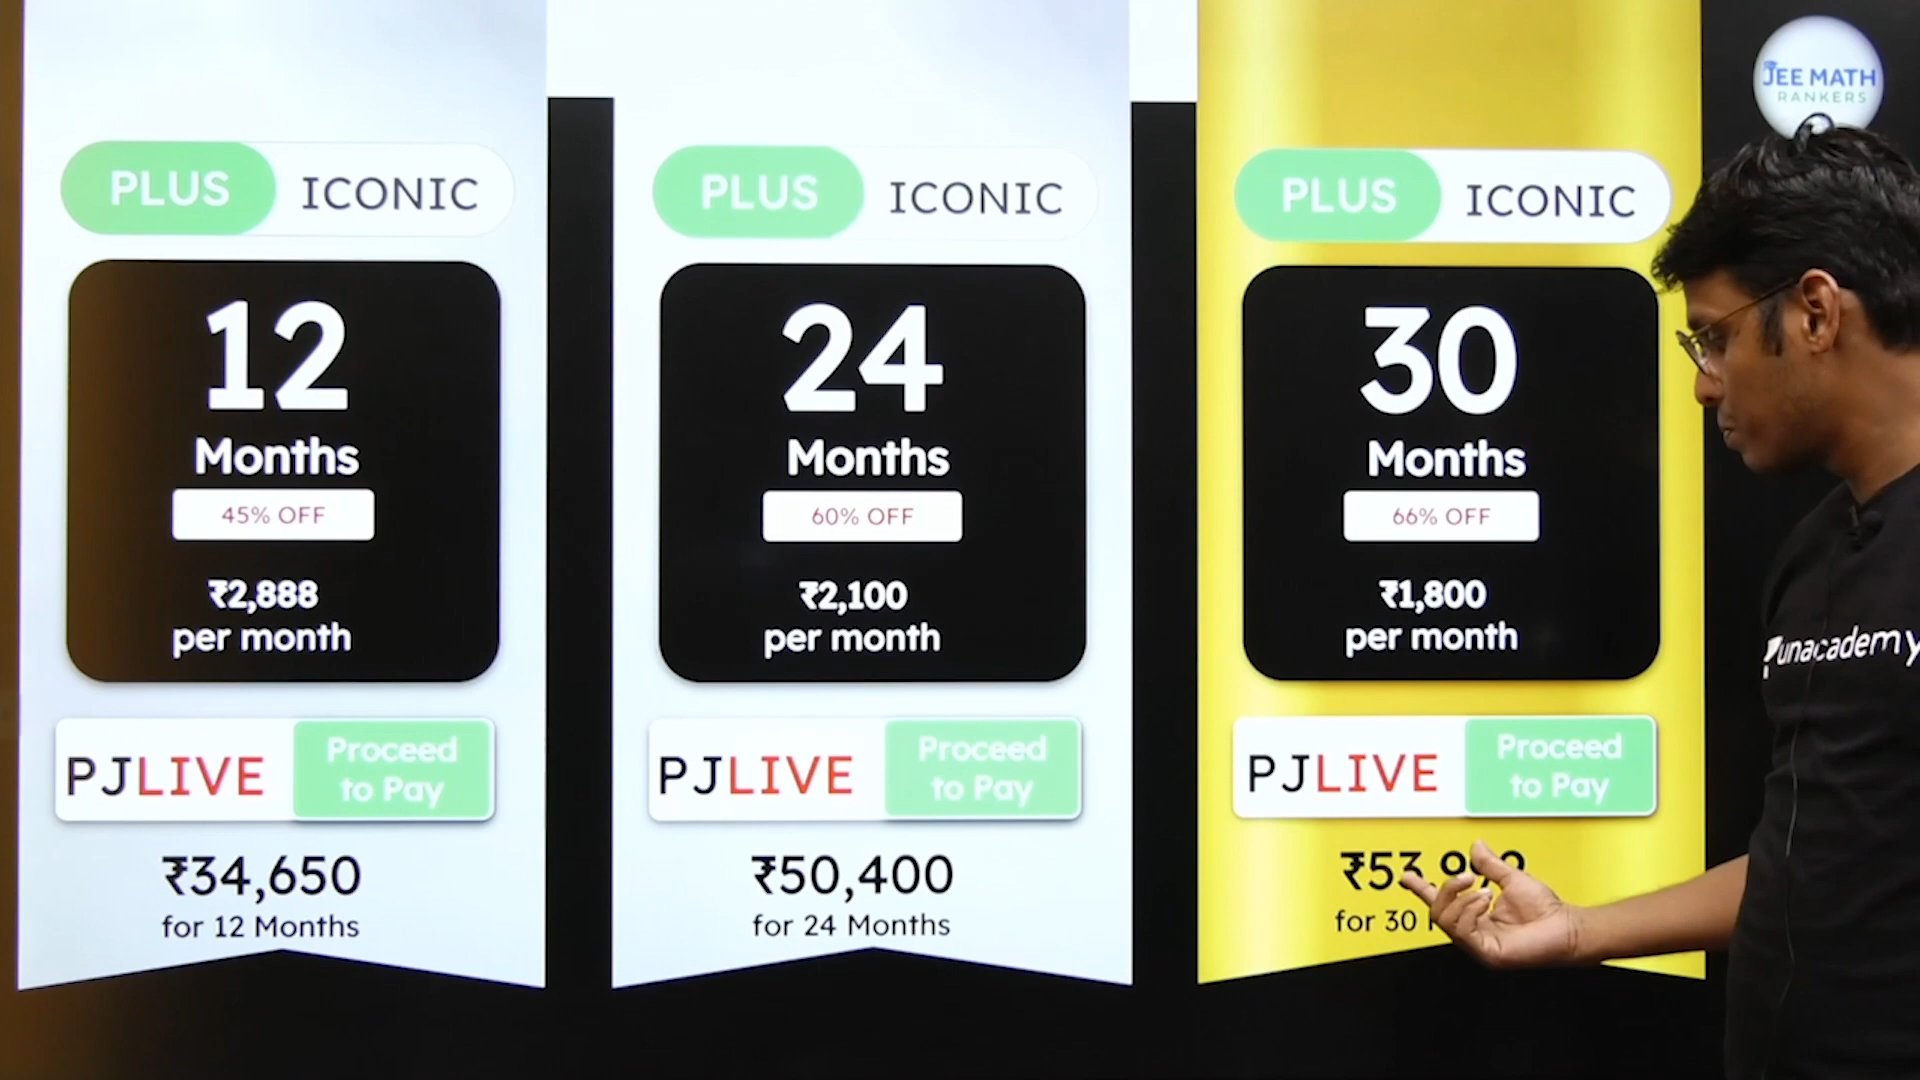 PLUS ICONIC
12
Months
45% OFF
₹2,888
per month
PJLIVE
Proceed
to Pay
₹34,650
for 12 Months
PLUS ICONIC
24
Months
60% OFF
₹2,100
per month
PJLIVE
Proceed
to Pay
₹50,400
for 24 Months
PLUS ICONIC
30
Months
66% OFF
₹1,800
per month
PJLIVE
Proceed
to Pay
for 30
JEE MATH
RANKERS
unacademy